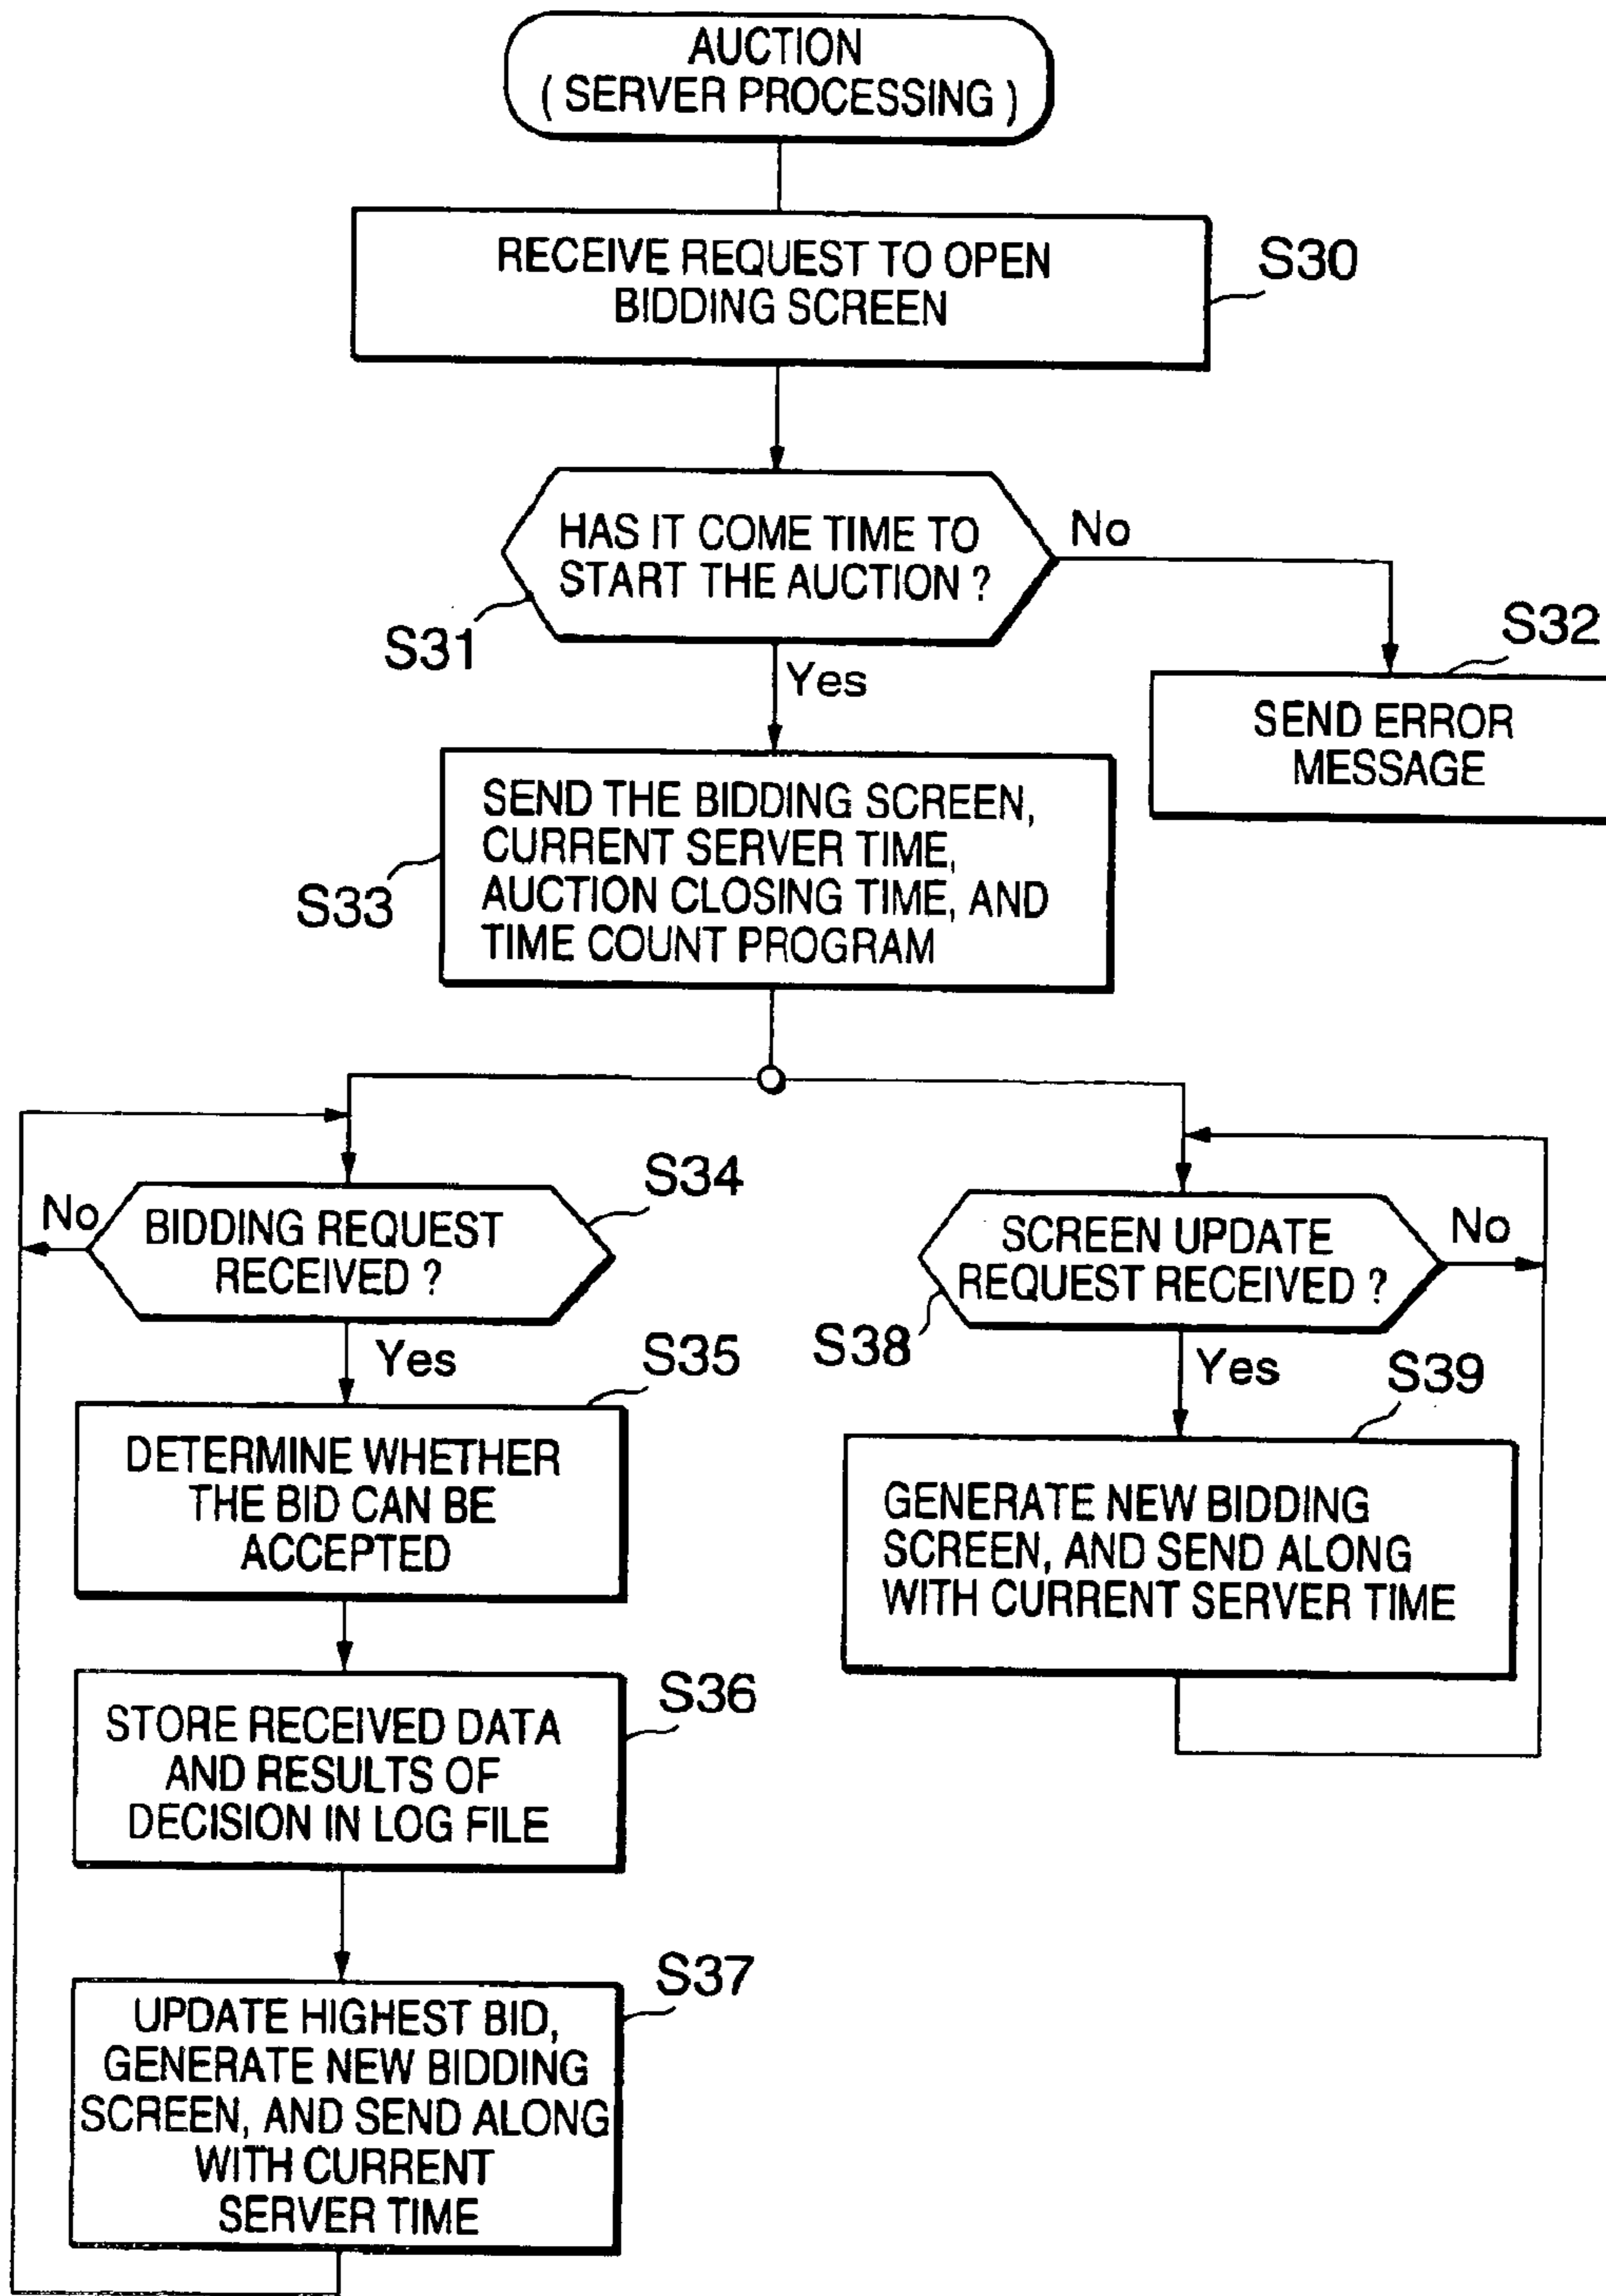 AUCTION
( SERVER PROCESSING )
RECEIVE REQUEST TO OPEN
BIDDING SCREEN
S30
HAS IT COME TIME TO
START THE AUCTION ?
No
S31
Yes
S32
SEND ERROR
MESSAGE
SEND THE BIDDING SCREEN,
CURRENT SERVER TIME,
AUCTION CLOSING TIME, AND
TIME COUNT PROGRAM
S33
S34
No
BIDDING REQUEST
RECEIVED ?
Yes
S35
DETERMINE WHETHER
THE BID CAN BE
ACCEPTED
S36
STORE RECEIVED DATA
AND RESULTS OF
DECISION IN LOG FILE
S37
UPDATE HIGHEST BID,
GENERATE NEW BIDDING
SCREEN, AND SEND ALONG
WITH CURRENT
SERVER TIME
SCREEN UPDATE
REQUEST RECEIVED ?
No
S38
Yes
S39
GENERATE NEW BIDDING
SCREEN, AND SEND ALONG
WITH CURRENT SERVER TIME